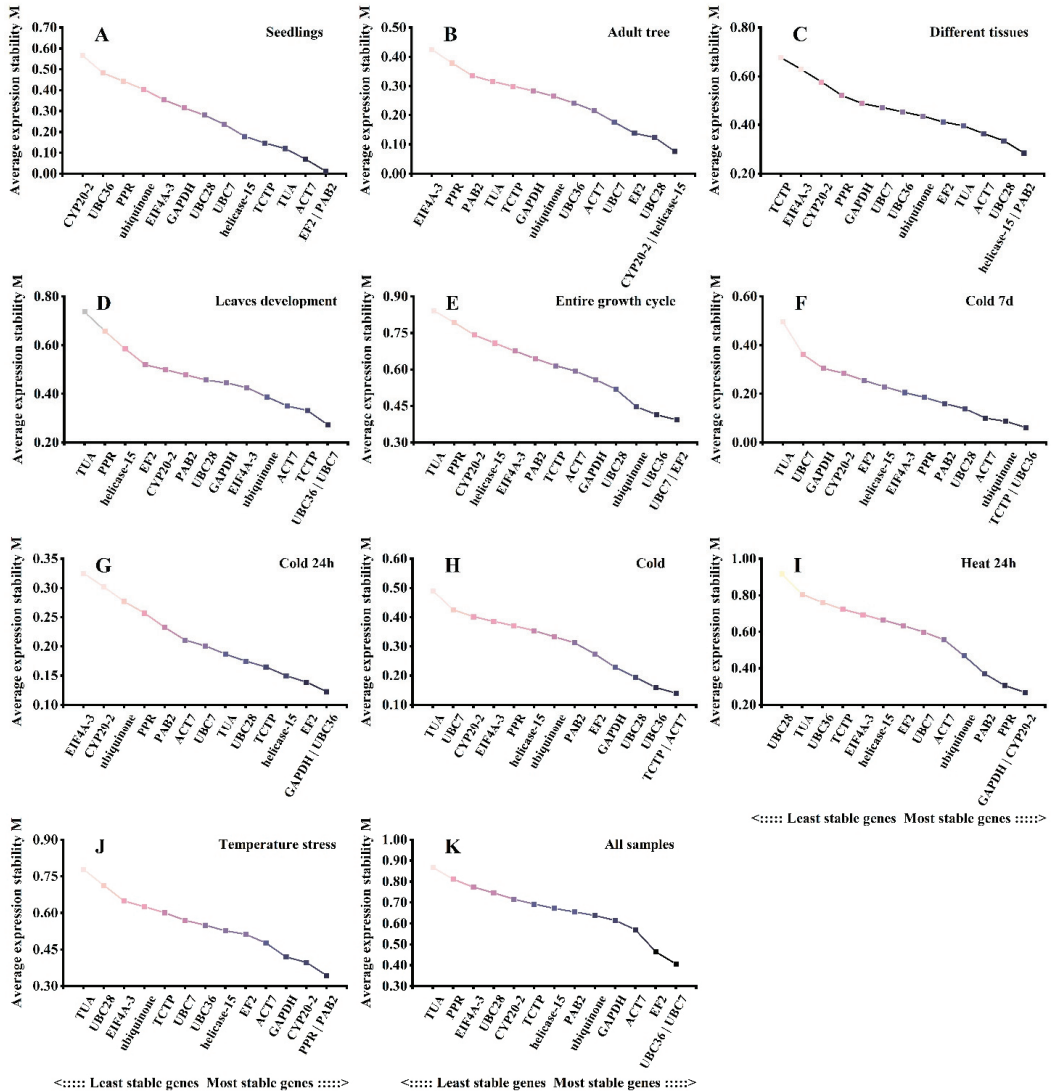 A
Seedlings
Average expression stability M
0.70
0.60
0.50
0.40
0.30
0.20
0.10
0.00
CYP20-2
UBC36
PPR
ubiquinone
EIF4A-3
GAPDH
UBC28
UBC7
helicase-15
TCTP
TUA
ACT7
EF2 | PAB2
B
Adult tree
Average expression stability M
0.50
0.40
0.30
0.20
0.10
0.00
EIF4A-3
PPR
PAB2
TUA
TCTP
GAPDH
ubiquinone
UBC36
ACT7
UBC7
EF2
UBC28
CYP20-2 | helicase-15
C
Different tissues
Average expression stability M
0.80
0.60
0.40
0.20
TCTP
EIF4A-3
CYP20-2
PPR
GAPDH
UBC7
UBC36
ubiquinone
EF2
TUA
ACT7
UBC28
helicase-15 | PAB2
D
Leaves development
Average expression stability M
0.80
0.60
0.40
0.20
TUA
PPR
helicase-15
EF2
CYP20-2
PAB2
UBC28
GAPDH
EIF4A-3
ubiquinone
ACT7
TCTP
UBC36 | UBC7
E
Entire growth cycle
Average expression stability M
0.90
0.75
0.60
0.45
0.30
TUA
PPR
CYP20-2
helicase-15
EIF4A-3
PAB2
TCTP
ACT7
GAPDH
UBC28
ubiquinone
UBC36
UBC7 | EF2
F
Cold 7d
Average expression stability M
0.60
0.40
0.20
0.00
TUA
UBC7
GAPDH
CYP20-2
EF2
helicase-15
EIF4A-3
PPR
PAB2
UBC28
ACT7
ubiquinone
TCTP | UBC36
G
Cold 24h
Average expression stability M
0.35
0.30
0.25
0.20
0.15
0.10
EIF4A-3
CYP20-2
ubiquinone
PPR
PAB2
ACT7
UBC7
TUA
UBC28
TCTP
helicase-15
EF2
GAPDH | UBC36
H
Cold
Average expression stability M
0.60
0.50
0.40
0.30
0.20
0.10
TUA
UBC7
CYP20-2
EIF4A-3
PPR
helicase-15
ubiquinone
PAB2
EF2
GAPDH
UBC28
UBC36
TCTP | ACT7
I
Heat 24h
Average expression stability M
1.00
0.80
0.60
0.40
0.20
UBC28
TUA
UBC36
TCTP
EIF4A-3
helicase-15
EF2
UBC7
ACT7
ubiquinone
PAB2
PPR
GAPDH | CYP20-2
<::::: Least stable genes Most stable genes :::::>
J
Temperature stress
Average expression stability M
0.90
0.75
0.60
0.45
0.30
TUA
UBC28
EIF4A-3
ubiquinone
TCTP
UBC7
UBC36
helicase-15
EF2
ACT7
GAPDH
CYP20-2
PPR | PAB2
<::::: Least stable genes Most stable genes :::::>
K
All samples
Average expression stability M
1.00
0.90
0.80
0.70
0.60
0.50
0.40
0.30
TUA
PPR
EIF4A-3
UBC28
CYP20-2
TCTP
helicase-15
PAB2
ubiquinone
GAPDH
ACT7
EF2
UBC36 | UBC7
<::::: Least stable genes Most stable genes :::::>